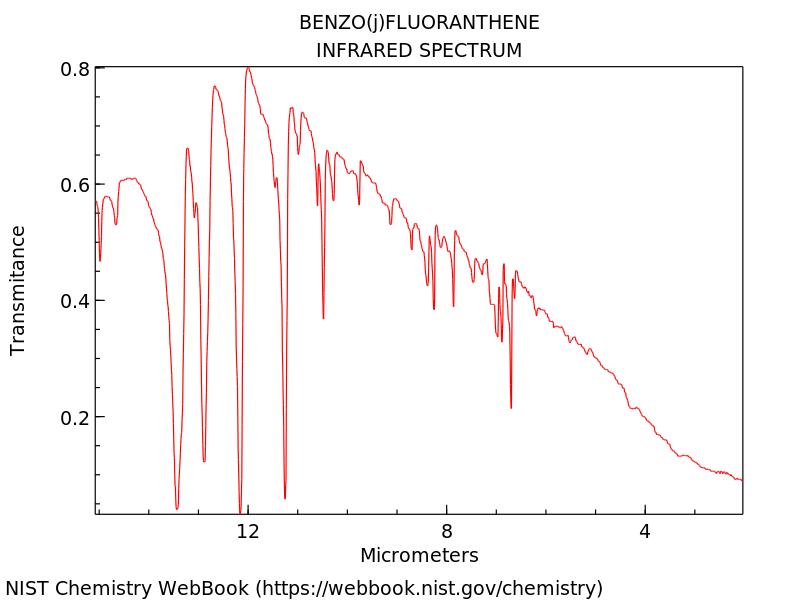 BENZO(j)FLUORANTHENE
INFRARED SPECTRUM
0.8
0.6
0.4
0.2
Transmitance
12
8
4
Micrometers
NIST Chemistry WebBook (https://webbook.nist.gov/chemistry)